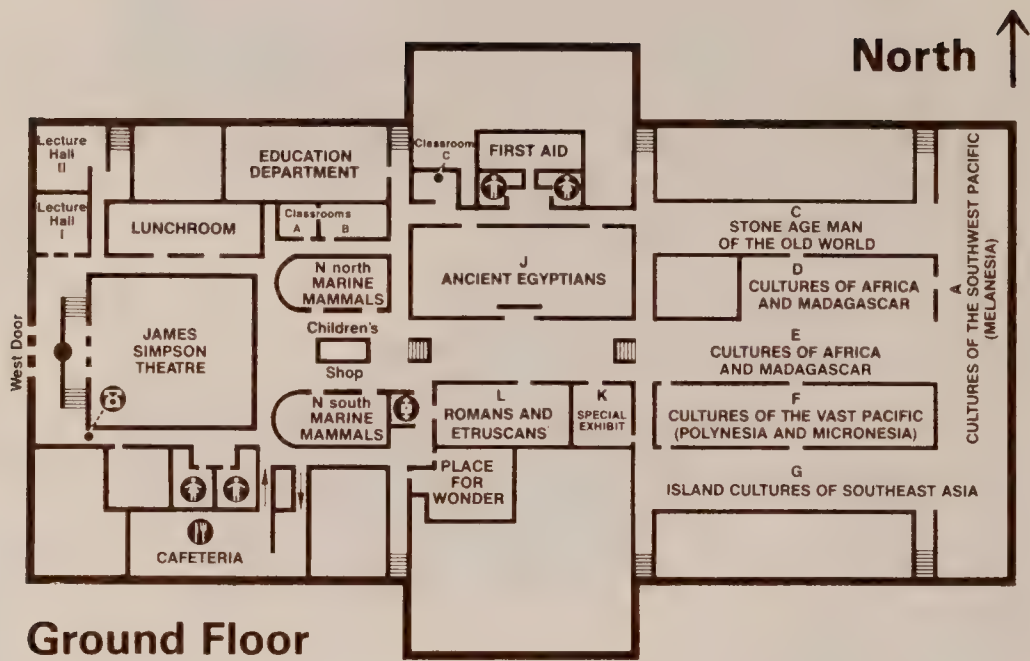 North
Lecture
Hall
II
EDUCATION
DEPARTMENT
Classroom
C
FIRST AID
Lecture
Hall
I
LUNCHROOM
Classrooms
A B
C
STONE AGE MAN
OF THE OLD WORLD
N north
MARINE
MAMMALS
J
ANCIENT EGYPTIANS
D
CULTURES OF AFRICA
AND MADAGASCAR
A
CULTURES OF THE SOUTHWEST PACIFIC
(MELANESIA)
West Door
JAMES
SIMPSON
THEATRE
Children's
Shop
E
CULTURES OF AFRICA
AND MADAGASCAR
N south
MARINE
MAMMALS
L
ROMANS AND
ETRUSCANS
K
SPECIAL
EXHIBIT
F
CULTURES OF THE VAST PACIFIC
(POLYNESIA AND MICRONESIA)
PLACE
FOR
WONDER
G
ISLAND CULTURES OF SOUTHEAST ASIA
CAFETERIA
Ground Floor